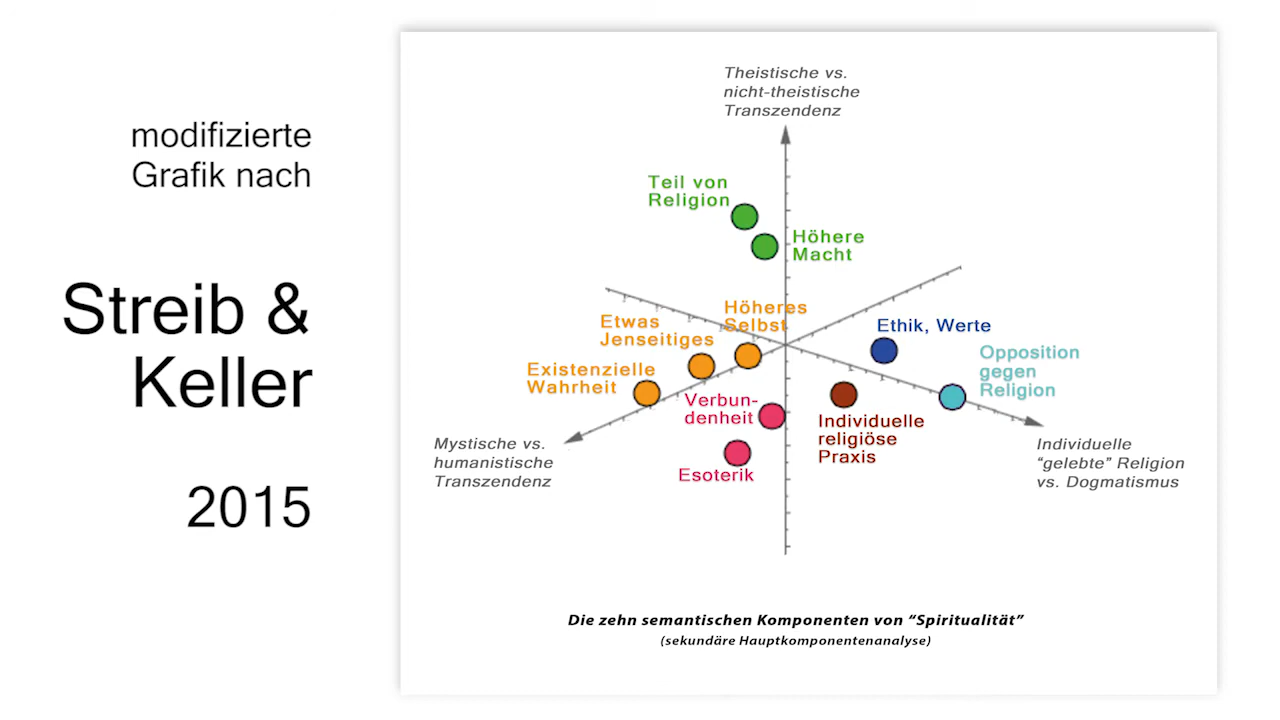 modifizierte
Grafik nach
Streib &
Keller
2015
Theistische vs.
nicht-theistische
Transzendenz
Teil von
Religion
Höhere
Macht
Höheres
Selbst
Etwas
Jenseitiges
Existenzielle
Wahrheit
Ethik, Werte
Opposition
gegen
Religion
Verbun-
denheit
Individuelle
religiöse
Praxis
Esoterik
Mystische vs.
humanistische
Transzendenz
Individuelle
“gelebte” Religion
vs. Dogmatismus
Die zehn semantischen Komponenten von “Spiritualität”
(sekundäre Hauptkomponentenanalyse)